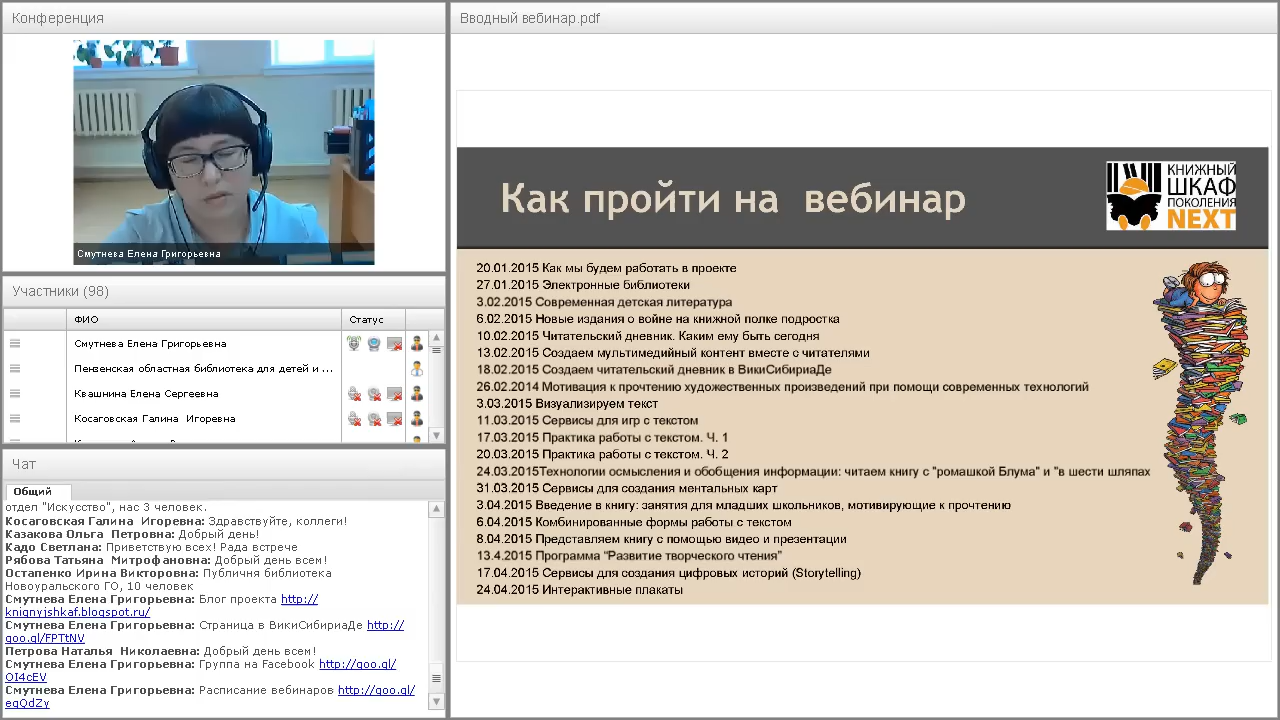 Конференция
Смутнева Елена Григорьевна
Участники (98)
ФИО
Статус
Смутнева Елена Григорьевна
Пензенская областная библиотека для детей и ...
Квашнина Елена Сергеевна
Косаговская Галина Игоревна
Чат
Общий
отдел "Искусство", нас 3 человек.
Косаговская Галина Игоревна: Здравствуйте, коллеги!
Казакова Ольга Петровна: Добрый день!
Кадо Светлана: Приветствую всех! Рада встрече
Рябова Татьяна Митрофановна: Добрый день всем!
Остапенко Ирина Викторовна: Публичня библиотека
Новоуральского ГО, 10 человек
Смутнева Елена Григорьевна: Блог проекта http://
knignyjshkaf.blogspot.ru/
Смутнева Елена Григорьевна: Страница в ВикиСибириаДе http://
goo.gl/FPTtNV
Петрова Наталья Николаевна: Добрый день всем!
Смутнева Елена Григорьевна: Группа на Facebook http://goo.gl/
OI4cEV
Смутнева Елена Григорьевна: Расписание вебинаров http://goo.gl/
egQdZy
Вводный вебинар.pdf
Как пройти на вебинар
КНИЖНЫЙ
ШКАФ
ПОКОЛЕНИЯ
NEXT
20.01.2015 Как мы будем работать в проекте
27.01.2015 Электронные библиотеки
3.02.2015 Современная детская литература
6.02.2015 Новые издания о войне на книжной полке подростка
10.02.2015 Читательский дневник. Каким ему быть сегодня
13.02.2015 Создаем мультимедийный контент вместе с читателями
18.02.2015 Создаем читательский дневник в ВикиСибириаДе
26.02.2014 Мотивация к прочтению художественных произведений при помощи современных технологий
3.03.2015 Визуализируем текст
11.03.2015 Сервисы для игр с текстом
17.03.2015 Практика работы с текстом. Ч. 1
20.03.2015 Практика работы с текстом. Ч. 2
24.03.2015Технологии осмысления и обобщения информации: читаем книгу с "ромашкой Блума" и "в шести шляпах
31.03.2015 Сервисы для создания ментальных карт
3.04.2015 Введение в книгу: занятия для младших школьников, мотивирующие к прочтению
6.04.2015 Комбинированные формы работы с текстом
8.04.2015 Представляем книгу с помощью видео и презентации
13.4.2015 Программа "Развитие творческого чтения"
17.04.2015 Сервисы для создания цифровых историй (Storytelling)
24.04.2015 Интерактивные плакаты